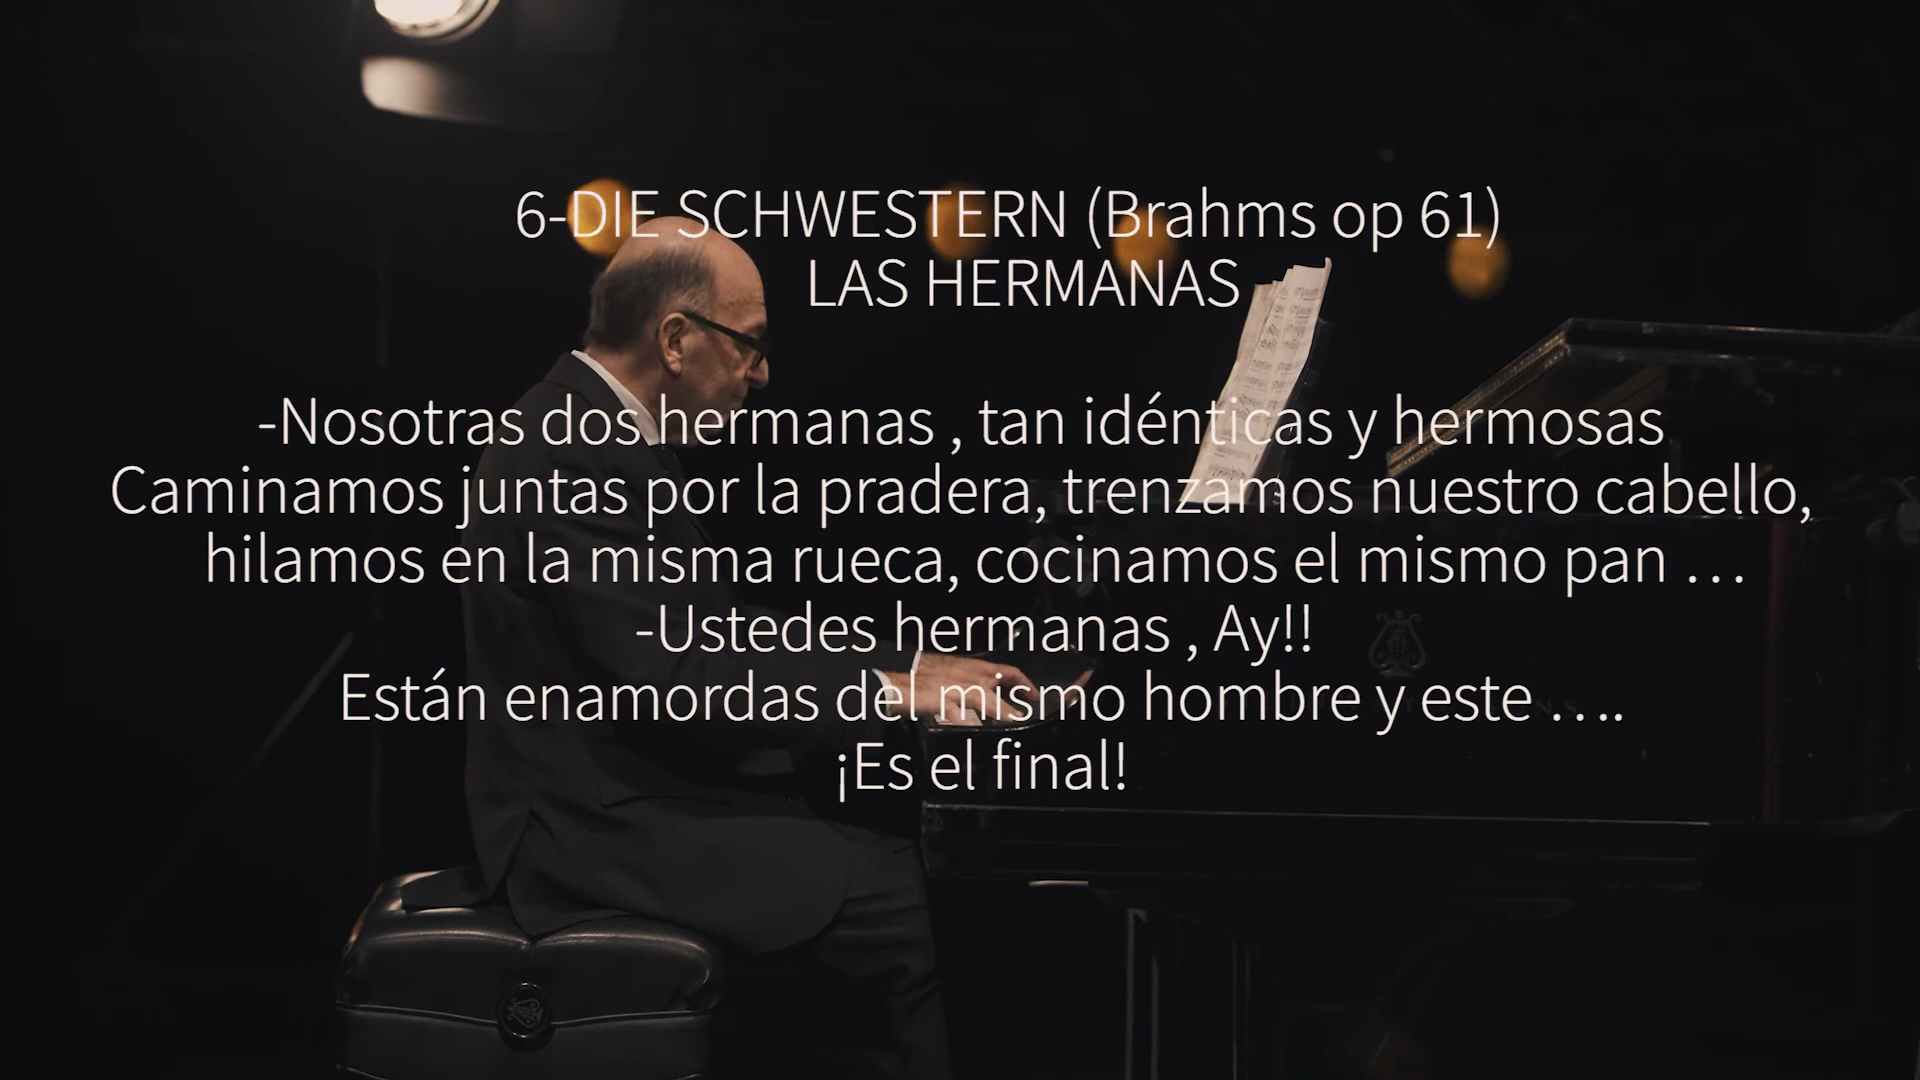 6-DIE SCHWESTERN (Brahms op 61)
LAS HERMANAS
-Nosotras dos hermanas , tan idénticas y hermosas
Caminamos juntas por la pradera, trenzamos nuestro cabello,
hilamos en la misma rueca, cocinamos el mismo pan …
-Ustedes hermanas , Ay!!
Están enamordas del mismo hombre y este ….
¡Es el final!